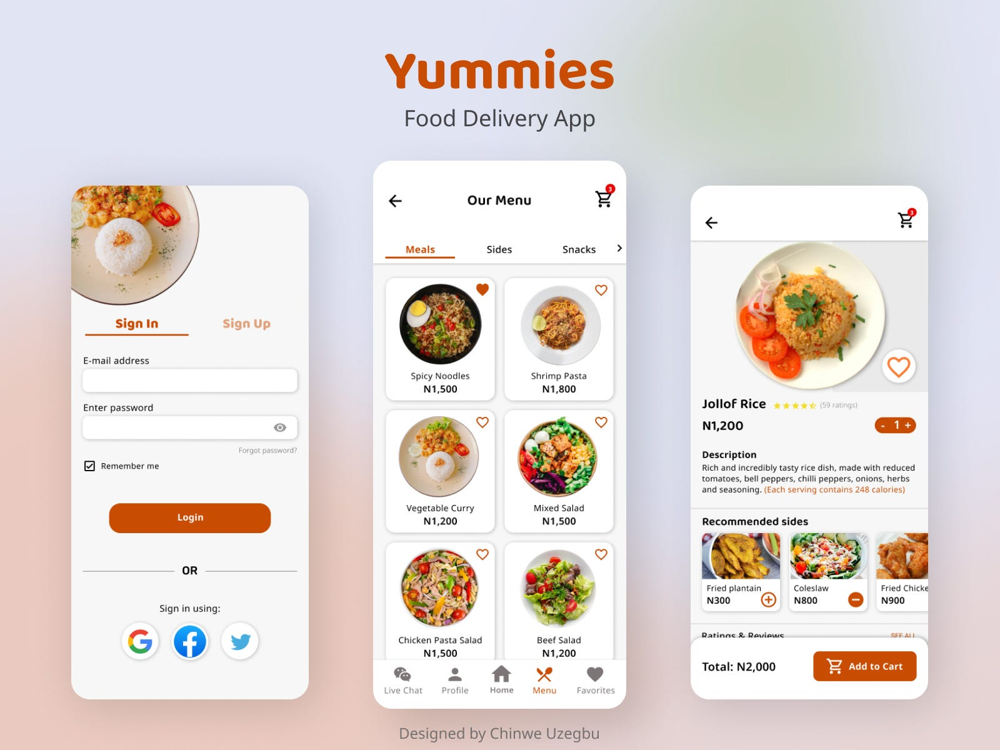 Yummies
Food Delivery App
Sign In
Sign Up
E-mail address
Enter password
Forgot password?
Remember me
Login
OR
Sign in using:
Our Menu
3
Meals
Sides
Snacks
Spicy Noodles
N1,500
Shrimp Pasta
N1,800
Vegetable Curry
N1,200
Mixed Salad
N1,500
Chicken Pasta Salad
N1,500
Beef Salad
N1,200
Live Chat
Profile
Home
Menu
Favorites
3
Jollof Rice
(59 ratings)
N1,200
- 1 +
Description
Rich and incredibly tasty rice dish, made with reduced
tomatoes, bell peppers, chilli peppers, onions, herbs
and seasoning. (Each serving contains 248 calories)
Recommended sides
Fried plantain
N300
Coleslaw
N800
Fried Chicke
N900
Ratings & Reviews
SEE ALL
Total: N2,000
Add to Cart
Designed by Chinwe Uzegbu